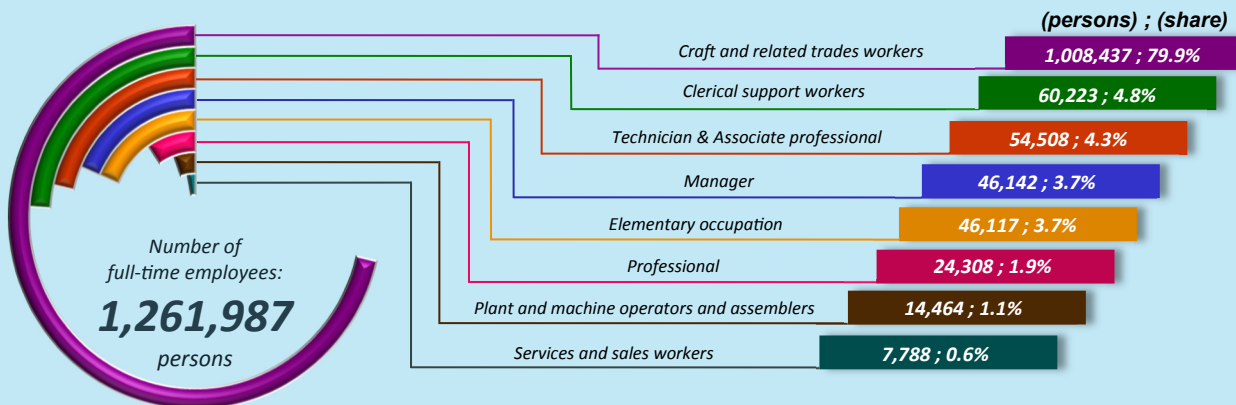 (persons) ; (share)
Craft and related trades workers
1,008,437 ; 79.9%
Clerical support workers
60,223 ; 4.8%
Technician & Associate professional
54,508 ; 4.3%
Manager
46,142 ; 3.7%
Elementary occupation
46,117 ; 3.7%
Professional
24,308 ; 1.9%
Plant and machine operators and assemblers
14,464 ; 1.1%
Services and sales workers
7,788 ; 0.6%
Number of
full-time employees:
1,261,987
persons